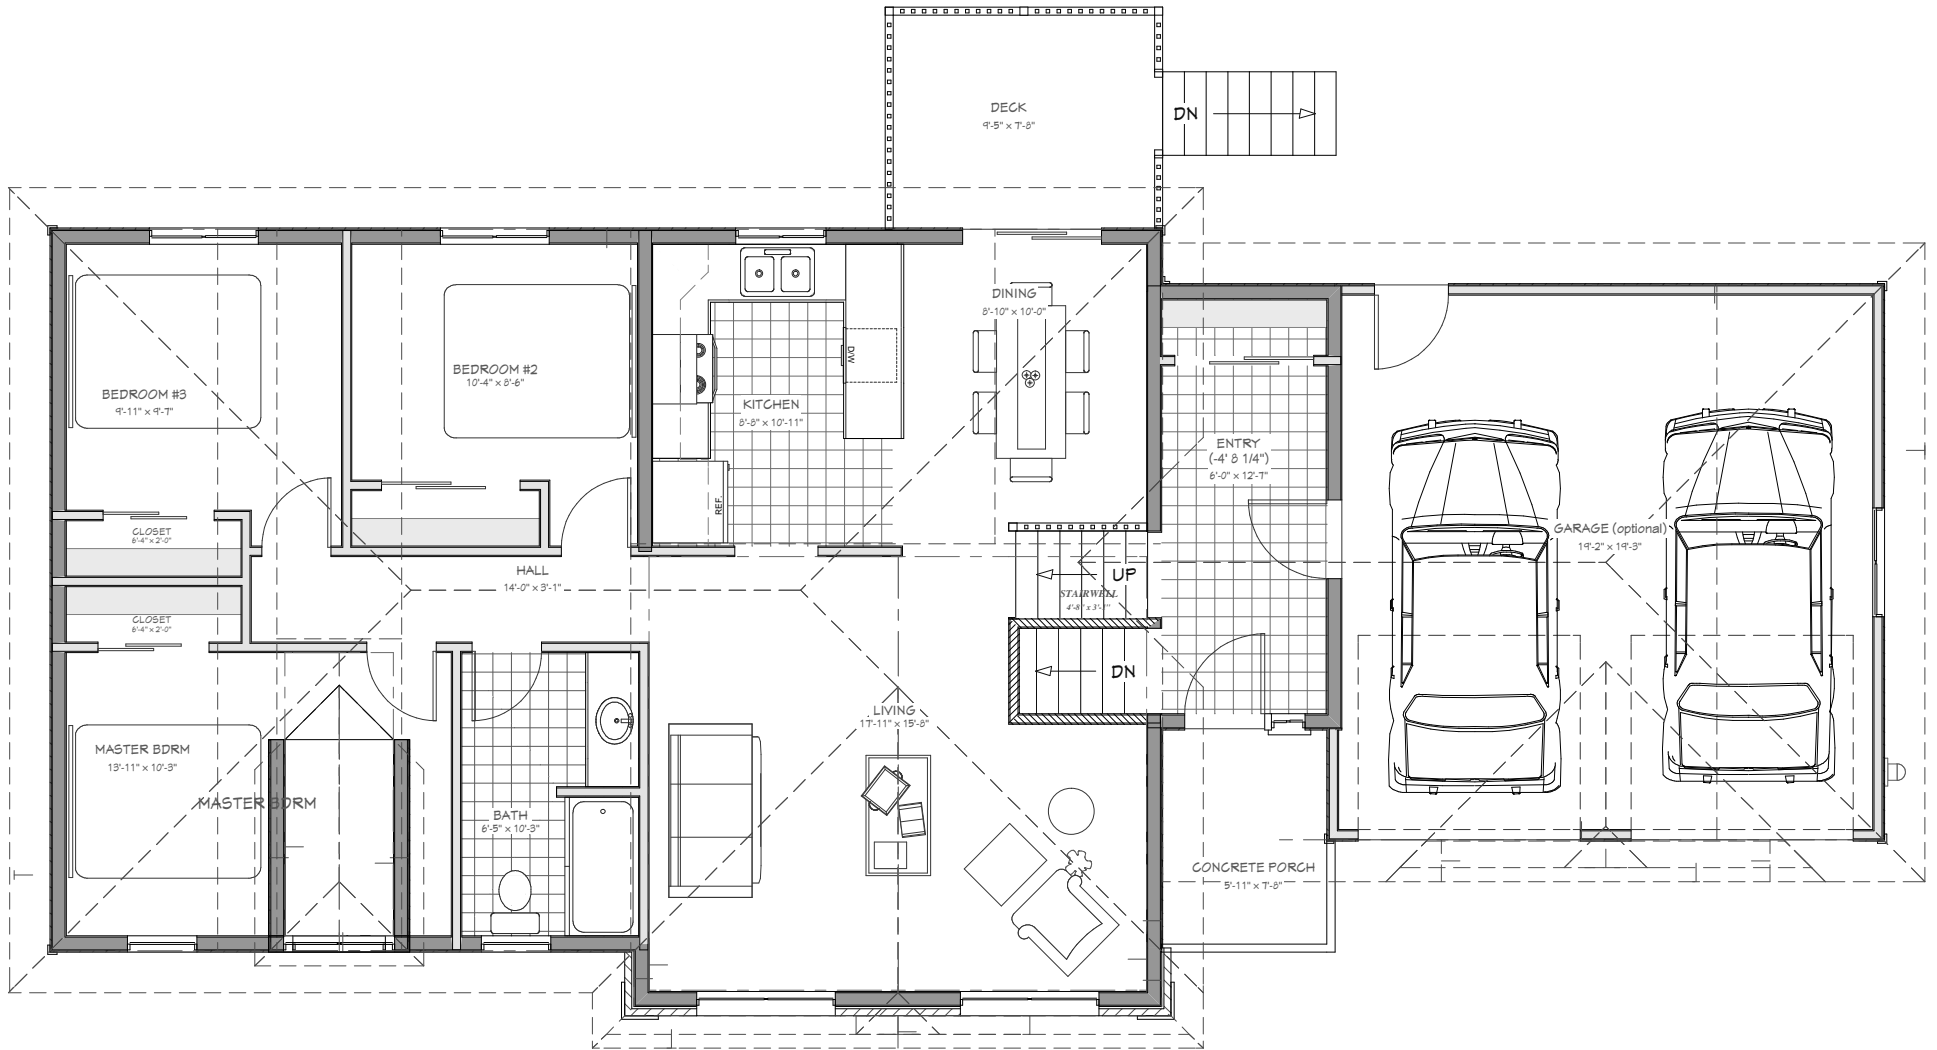 DECK
9'-5" x 7'-8"
DN
BEDROOM #3
9'-11" x 9'-7"
BEDROOM #2
10'-4" x 8'-6"
KITCHEN
8'-8" x 10'-11"
D/W
REF.
DINING
8'-10" x 10'-0"
ENTRY
(-4' 8 1/4")
6'-0" x 12'-7"
GARAGE (optional)
19'-2" x 19'-3"
CLOSET
6'-4" x 2'-0"
HALL
14'-0" x 3'-1"
UP
STAIRWELL
CLOSET
6'-4" x 2'-0"
DN
LIVING
17'-11" x 15'-8"
MASTER BDRM
13'-11" x 10'-3"
MASTER BDRM
BATH
6'-5" x 10'-3"
CONCRETE PORCH
5'-11" x 7'-8"